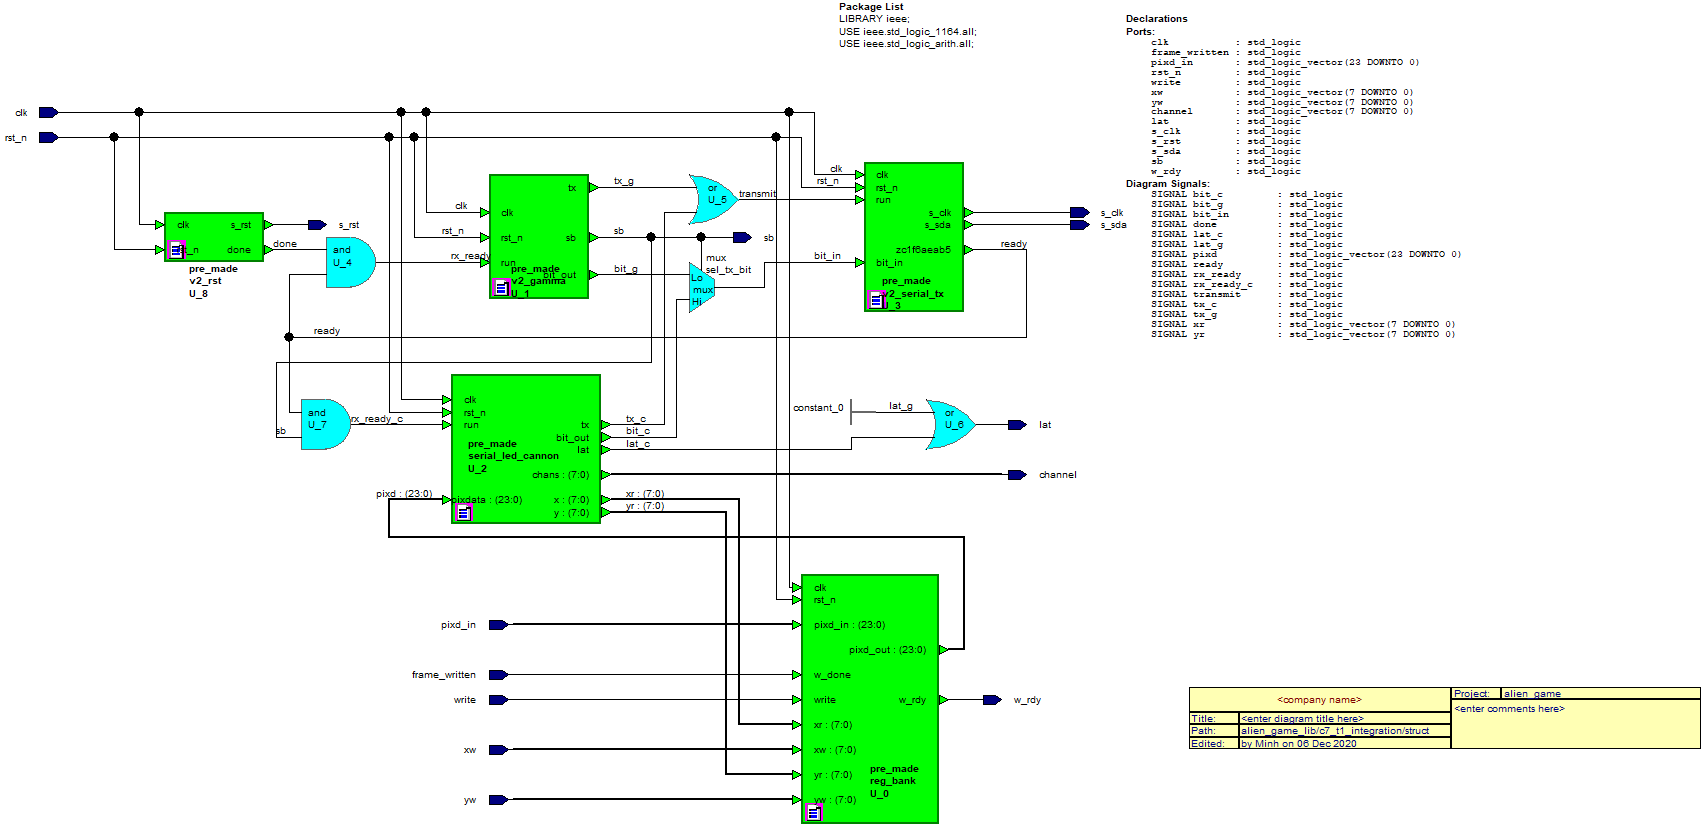 Package List
LIBRARY ieee;
USE ieee.std_logic_1164.all;
USE ieee.std_logic_arith.all;
Declarations
Ports:
clk : std_logic
frame_written : std_logic
pixd_in : std_logic_vector(23 DOWNTO 0)
rst_n : std_logic
write : std_logic
xw : std_logic_vector(7 DOWNTO 0)
yw : std_logic_vector(7 DOWNTO 0)
channel : std_logic_vector(7 DOWNTO 0)
lat : std_logic
s_clk : std_logic
s_rst : std_logic
s_sda : std_logic
sb : std_logic
w_rdy : std_logic
Diagram Signals:
SIGNAL bit_c : std_logic
SIGNAL bit_g : std_logic
SIGNAL bit_in : std_logic
SIGNAL done : std_logic
SIGNAL lat_c : std_logic
SIGNAL lat_g : std_logic
SIGNAL pixd : std_logic_vector(23 DOWNTO 0)
SIGNAL ready : std_logic
SIGNAL rx_ready : std_logic
SIGNAL rx_ready_c : std_logic
SIGNAL transmit : std_logic
SIGNAL tx_c : std_logic
SIGNAL tx_g : std_logic
SIGNAL xr : std_logic_vector(7 DOWNTO 0)
SIGNAL yr : std_logic_vector(7 DOWNTO 0)
clk
rst_n
clk s_rst
st_n done
pre_made
v2_rst
U_8
s_rst
done
and
U_4
rx_ready
clk
rst_n
tx
clk
rst_n sb
run
bit_out
pre_made
v2_gamma
U_1
tx_g
sb
bit_g
or
U_5
transmit
sb
mux
sel_tx_bit
Lo
mux
Hi
bit_in
clk
rst_n
clk
rst_n
run
s_clk
s_sda
zc1f6aeab5
bit_in
pre_made
v2_serial_tx
U_3
s_clk
s_sda
ready
ready
and
U_7
sb
rx_ready_c
clk
rst_n
run tx
bit_out
lat
pre_made
serial_led_cannon
U_2
chans : (7:0)
pixdata : (23:0) x : (7:0)
y : (7:0)
pixd : (23:0)
tx_c
bit_c
lat_c
xr : (7:0)
yr : (7:0)
constant_0
lat_g
or
U_6
lat
channel
clk
rst_n
pixd_in : (23:0)
pixd_out : (23:0)
w_done
write w_rdy
xr : (7:0)
xw : (7:0)
yr : (7:0)
yw : (7:0)
pre_made
reg_bank
U_0
pixd_in
frame_written
write
xw
yw
w_rdy
<company name>
Project: alien_game
<enter comments here>
Title: <enter diagram title here>
Path: alien_game_lib/c7_t1_integration/struct
Edited: by Minh on 06 Dec 2020